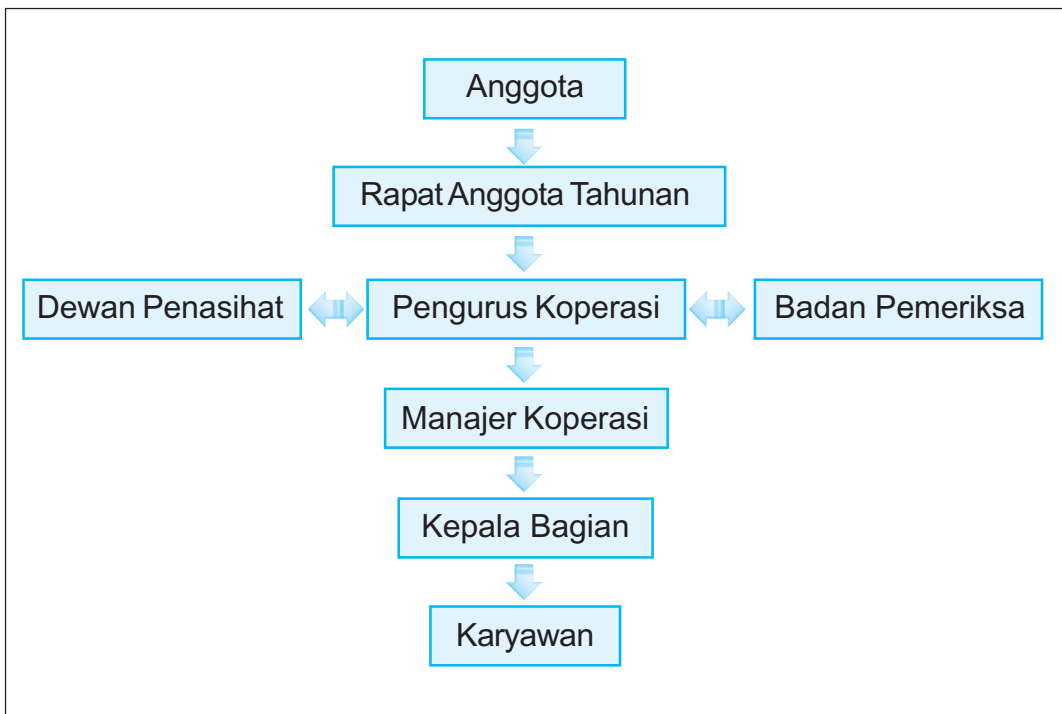 Anggota
Rapat Anggota Tahunan
Dewan Penasihat
Pengurus Koperasi
Badan Pemeriksa
Manajer Koperasi
Kepala Bagian
Karyawan